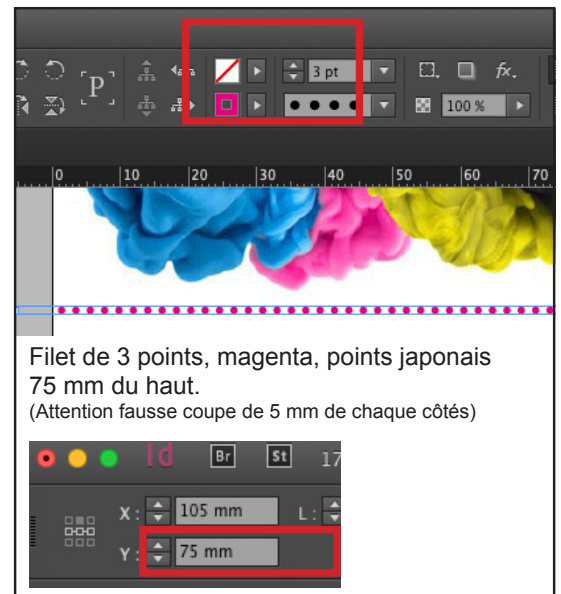 P
3 pt
fx.
100 %
0 10 20 30 40 50 60 70
Filet de 3 points, magenta, points japonais
75 mm du haut.
(Attention fausse coupe de 5 mm de chaque côtés)
Id Br St 17
X : 105 mm L :
Y : 75 mm